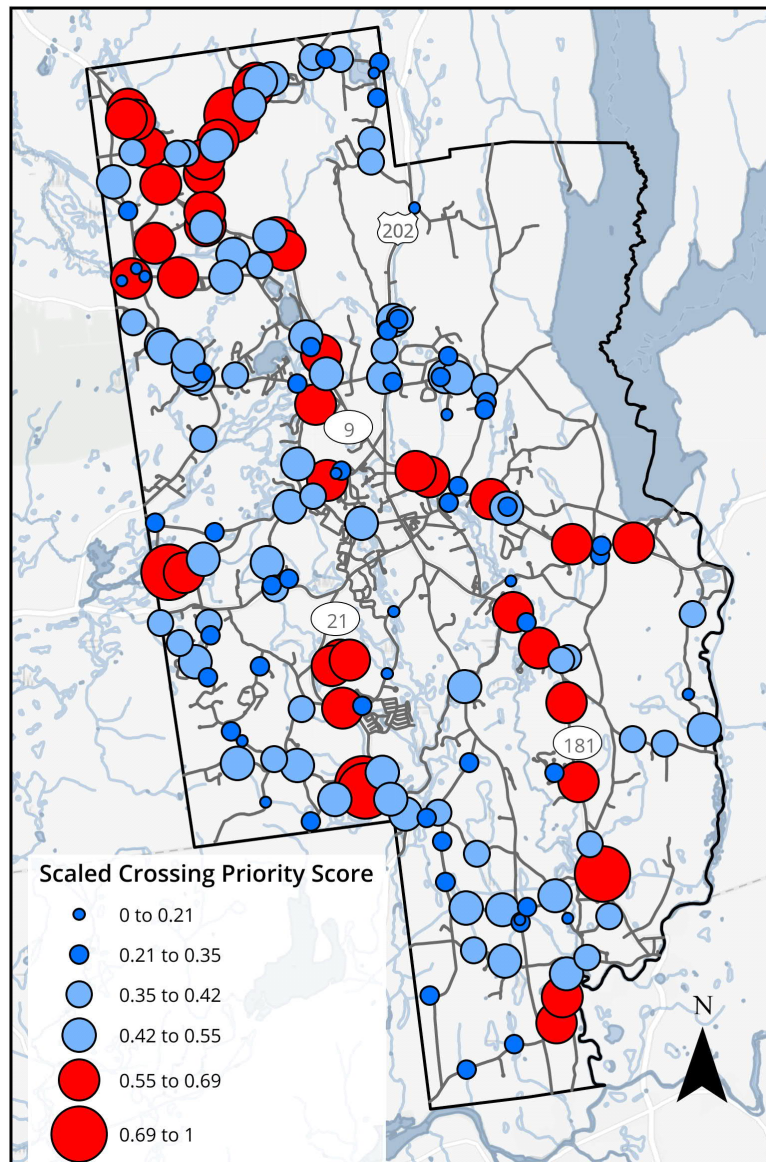 202
9
21
181
Scaled Crossing Priority Score
0 to 0.21
0.21 to 0.35
0.35 to 0.42
0.42 to 0.55
0.55 to 0.69
0.69 to 1
N